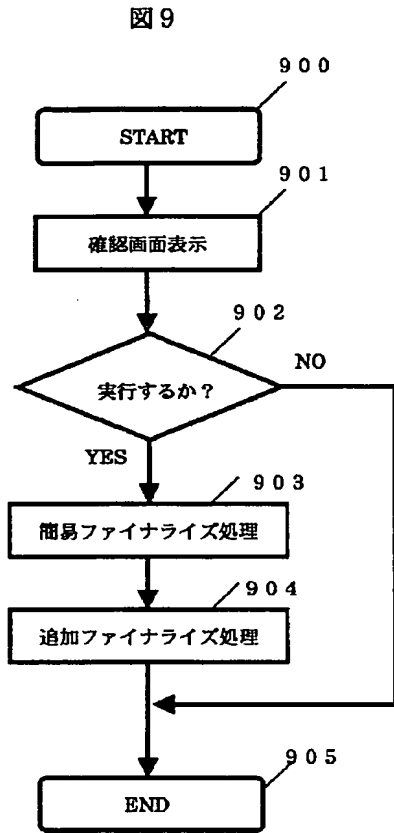 図9
900
START
901
確認画面表示
902
実行するか？
NO
YES
903
簡易ファイナライズ処理
904
追加ファイナライズ処理
905
END